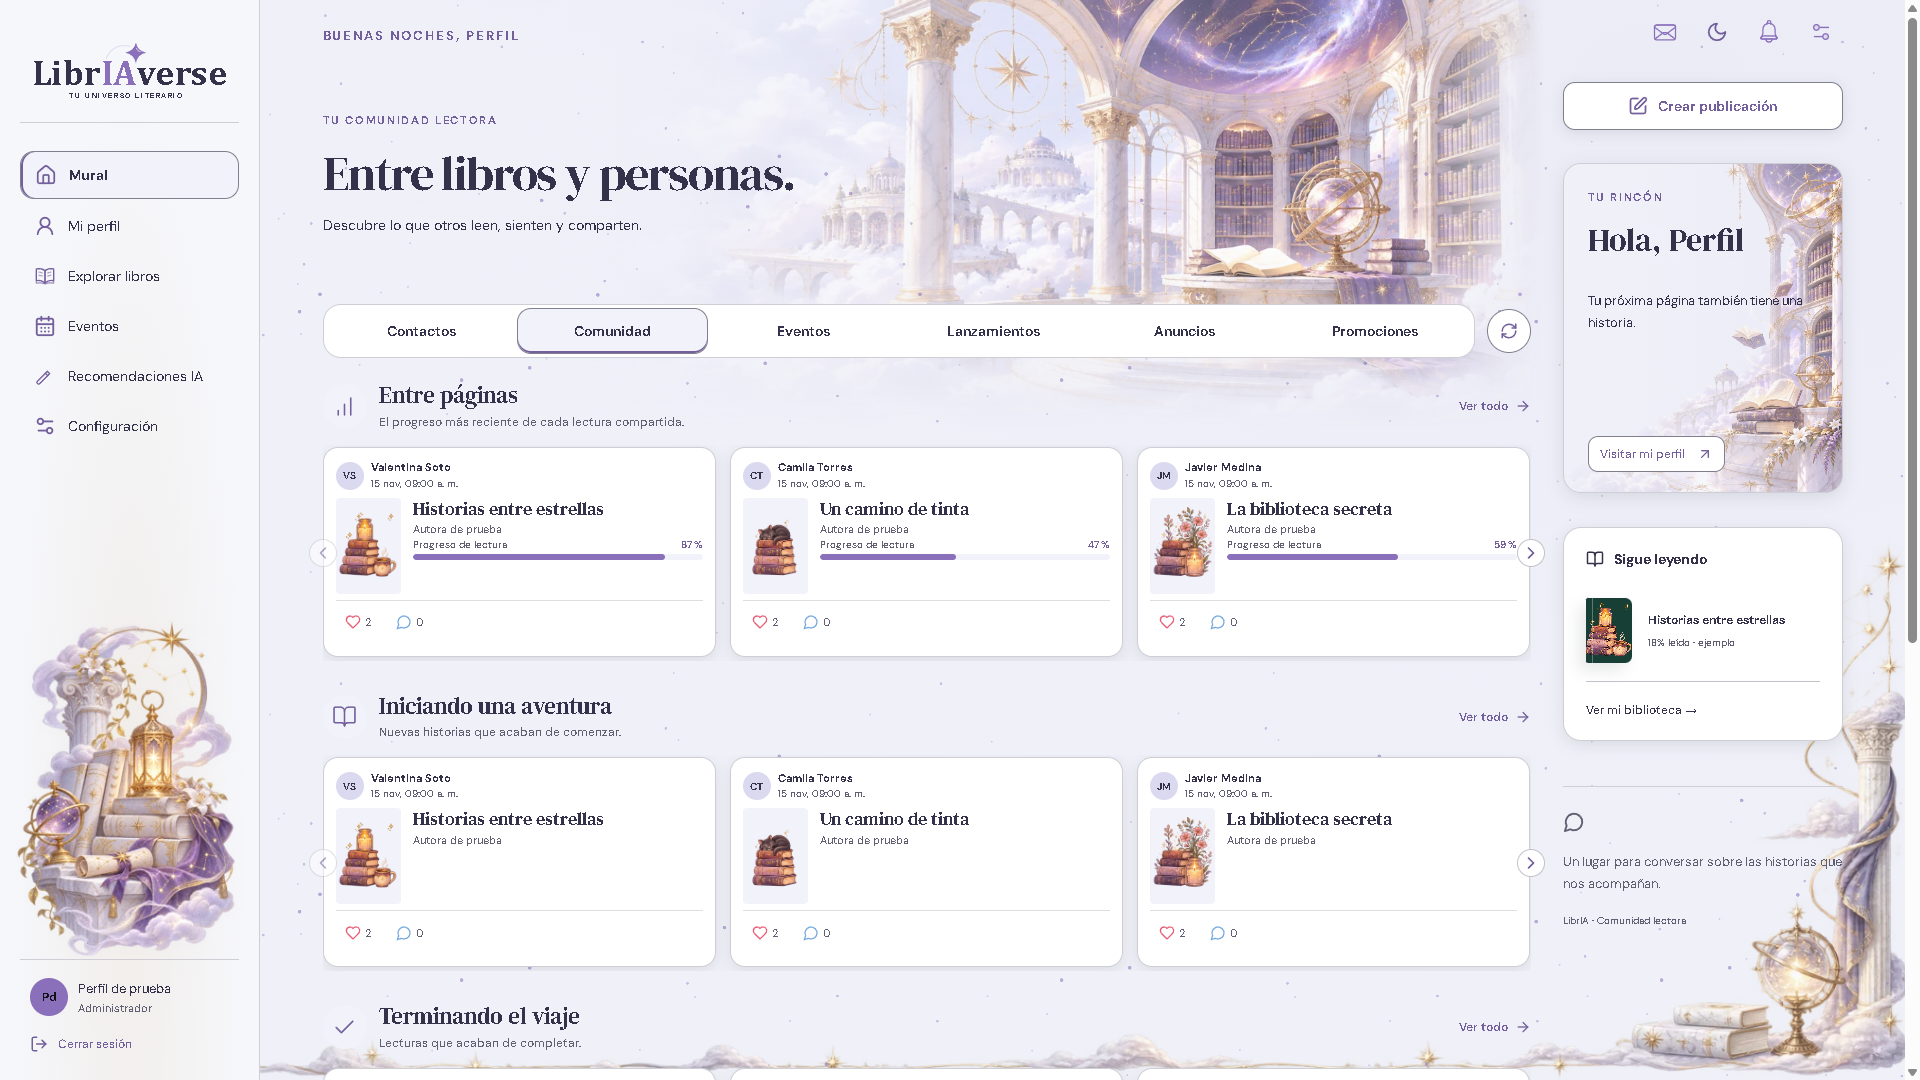 LibrIAverse
TU UNIVERSO LITERARIO
Mural
Mi perfil
Explorar libros
Eventos
Recomendaciones IA
Configuración
Pd
Perfil de prueba
Administrador
Cerrar sesión
BUENAS NOCHES, PERFIL
TU COMUNIDAD LECTORA
Entre libros y personas.
Descubre lo que otros leen, sienten y comparten.
Contactos
Comunidad
Eventos
Lanzamientos
Anuncios
Promociones
Entre páginas
El progreso más reciente de cada lectura compartida.
Ver todo →
VS
Valentina Soto
15 nov, 09:00 a. m.
Historias entre estrellas
Autora de prueba
Progreso de lectura 87%
2 0
CT
Camila Torres
15 nov, 09:00 a. m.
Un camino de tinta
Autora de prueba
Progreso de lectura 47%
2 0
JM
Javier Medina
15 nov, 09:00 a. m.
La biblioteca secreta
Autora de prueba
Progreso de lectura 59%
2 0
Iniciando una aventura
Nuevas historias que acaban de comenzar.
Ver todo →
VS
Valentina Soto
15 nov, 09:00 a. m.
Historias entre estrellas
Autora de prueba
2 0
CT
Camila Torres
15 nov, 09:00 a. m.
Un camino de tinta
Autora de prueba
2 0
JM
Javier Medina
15 nov, 09:00 a. m.
La biblioteca secreta
Autora de prueba
2 0
Terminando el viaje
Lecturas que acaban de completar.
Ver todo →
Crear publicación
TU RINCÓN
Hola, Perfil
Tu próxima página también tiene una
historia.
Visitar mi perfil
Sigue leyendo
Historias entre estrellas
18% leído · ejemplo
Ver mi biblioteca →
Un lugar para conversar sobre las historias que
nos acompañan.
LibrIA · Comunidad lectora